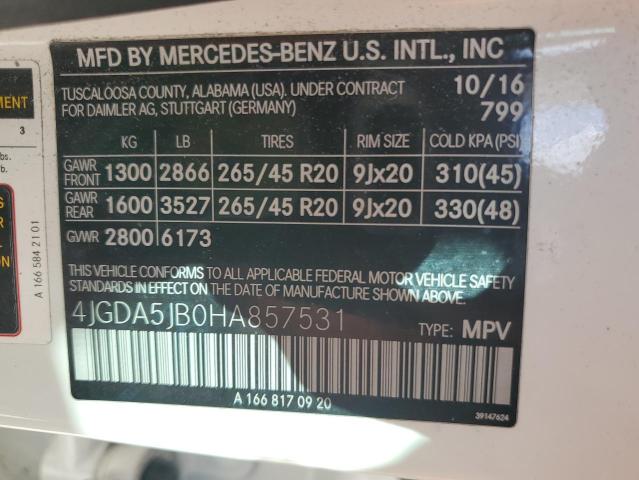 MFD BY MERCEDES-BENZ U.S. INTL., INC
TUSCALOOSA COUNTY, ALABAMA (USA). UNDER CONTRACT 10/16
FOR DAIMLER AG, STUTTGART (GERMANY) 799
KG LB TIRES RIM SIZE COLD KPA (PSI)
GAWR FRONT 1300 2866 265/45 R20 9Jx20 310(45)
GAWR REAR 1600 3527 265/45 R20 9Jx20 330(48)
GVWR 2800 6173
THIS VEHICLE CONFORMS TO ALL APPLICABLE FEDERAL MOTOR VEHICLE SAFETY
STANDARDS IN EFFECT ON THE DATE OF MANUFACTURE SHOWN ABOVE.
4JGDA5JB0HA857531 TYPE: MPV
A 166 817 09 20
39147624
A 166 584 21 01
3